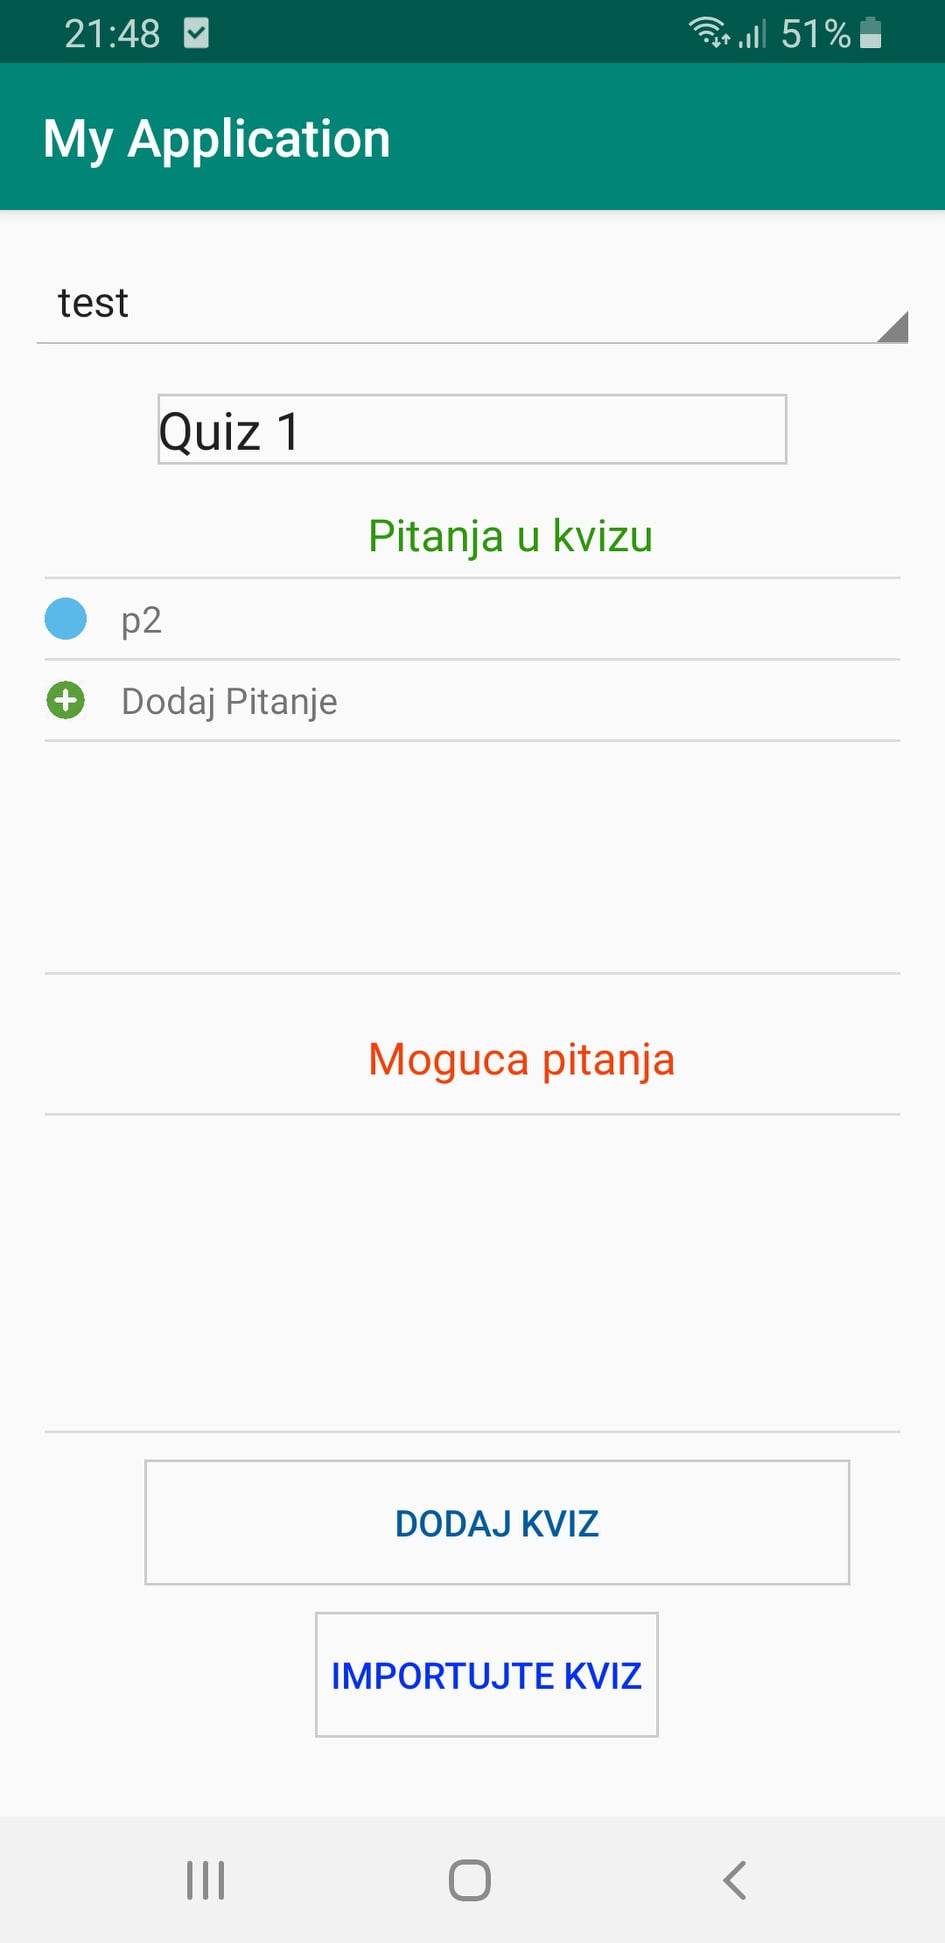 21:48
51%
My Application
test
Quiz 1
Pitanja u kvizu
p2
Dodaj Pitanje
Moguca pitanja
DODAJ KVIZ
IMPORTUJTE KVIZ